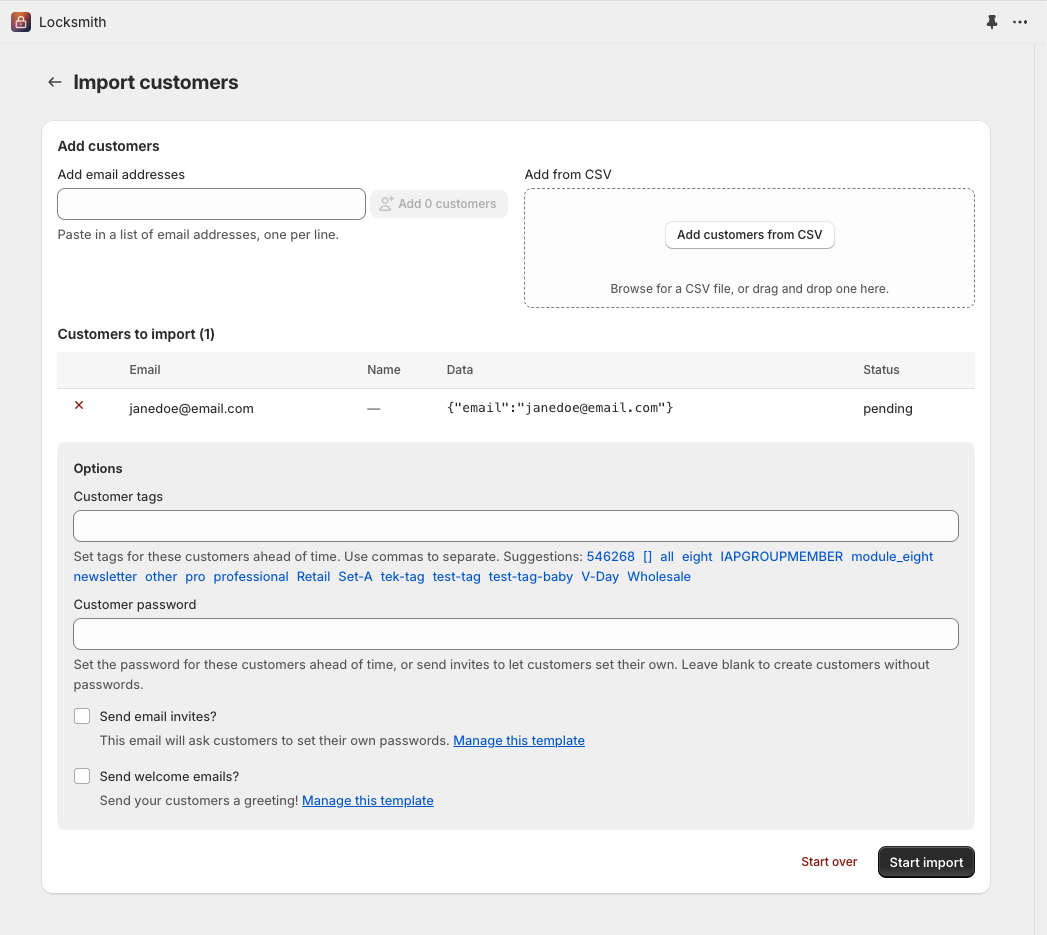 Locksmith
Import customers
Add customers
Add email addresses
Add 0 customers
Paste in a list of email addresses, one per line.
Add from CSV
Add customers from CSV
Browse for a CSV file, or drag and drop one here.
Customers to import (1)
Email Name Data Status
janedoe@email.com — {"email":"janedoe@email.com"} pending
Options
Customer tags
Set tags for these customers ahead of time. Use commas to separate. Suggestions: 546268 [] all eight IAPGROUPMEMBER module_eight
newsletter other pro professional Retail Set-A tek-tag test-tag test-tag-baby V-Day Wholesale
Customer password
Set the password for these customers ahead of time, or send invites to let customers set their own. Leave blank to create customers without
passwords.
Send email invites?
This email will ask customers to set their own passwords. Manage this template
Send welcome emails?
Send your customers a greeting! Manage this template
Start over Start import